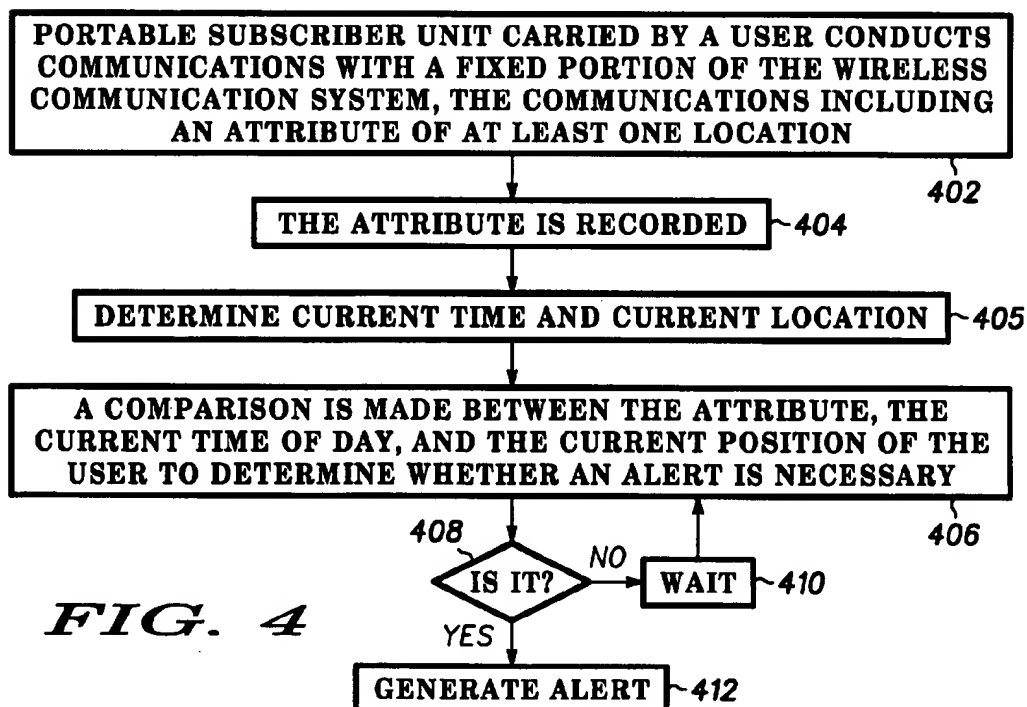 PORTABLE SUBSCRIBER UNIT CARRIED BY A USER CONDUCTS
COMMUNICATIONS WITH A FIXED PORTION OF THE WIRELESS
COMMUNICATION SYSTEM, THE COMMUNICATIONS INCLUDING
AN ATTRIBUTE OF AT LEAST ONE LOCATION
402
THE ATTRIBUTE IS RECORDED
404
DETERMINE CURRENT TIME AND CURRENT LOCATION
405
A COMPARISON IS MADE BETWEEN THE ATTRIBUTE, THE
CURRENT TIME OF DAY, AND THE CURRENT POSITION OF THE
USER TO DETERMINE WHETHER AN ALERT IS NECESSARY
406
408
IS IT?
NO
WAIT
410
YES
FIG. 4
GENERATE ALERT
412